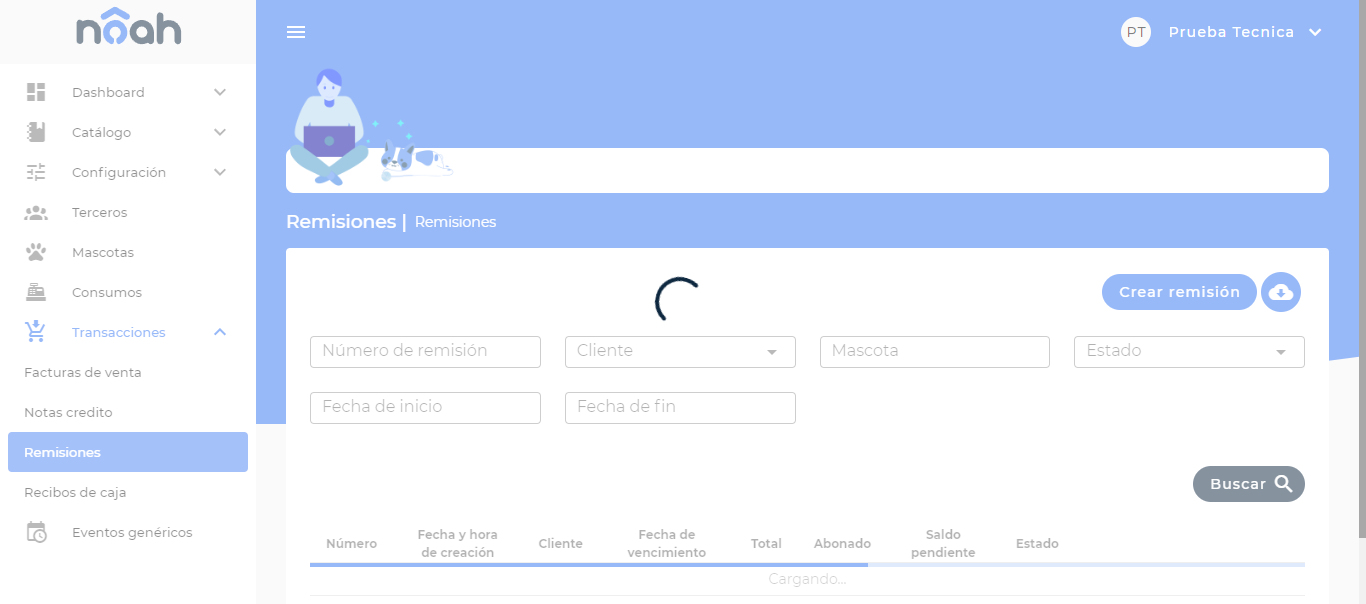 nôah
PT
Prueba Tecnica
Dashboard
Catálogo
Configuración
Terceros
Mascotas
Consumos
Transacciones
Facturas de venta
Notas credito
Remisiones
Recibos de caja
Eventos genéricos
Remisiones | Remisiones
Crear remisión
Número de remisión
Cliente
Mascota
Estado
Fecha de inicio
Fecha de fin
Buscar
Número
Fecha y hora
de creación
Cliente
Fecha de
vencimiento
Total
Abonado
Saldo
pendiente
Estado
Cargando...